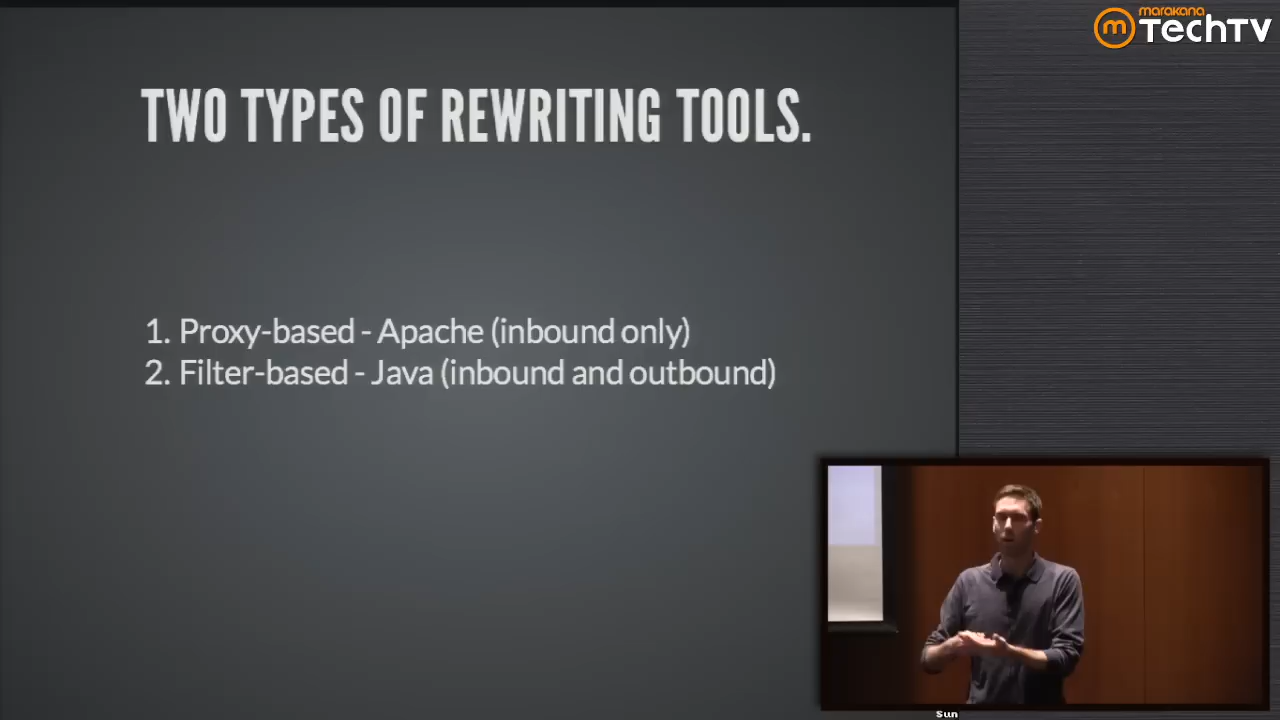 marakana
TechTV
TWO TYPES OF REWRITING TOOLS.
1. Proxy-based - Apache (inbound only)
2. Filter-based - Java (inbound and outbound)
Sun